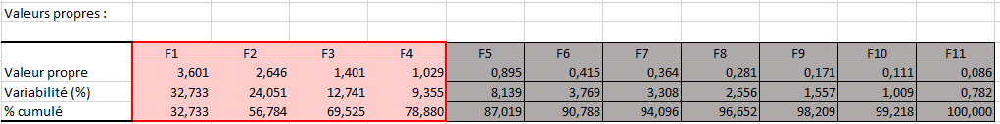 Valeurs propres :
F1 F2 F3 F4 F5 F6 F7 F8 F9 F10 F11
Valeur propre 3,601 2,646 1,401 1,029 0,895 0,415 0,364 0,281 0,171 0,111 0,086
Variabilité (%) 32,733 24,051 12,741 9,355 8,139 3,769 3,308 2,556 1,557 1,009 0,782
% cumulé 32,733 56,784 69,525 78,880 87,019 90,788 94,096 96,652 98,209 99,218 100,000